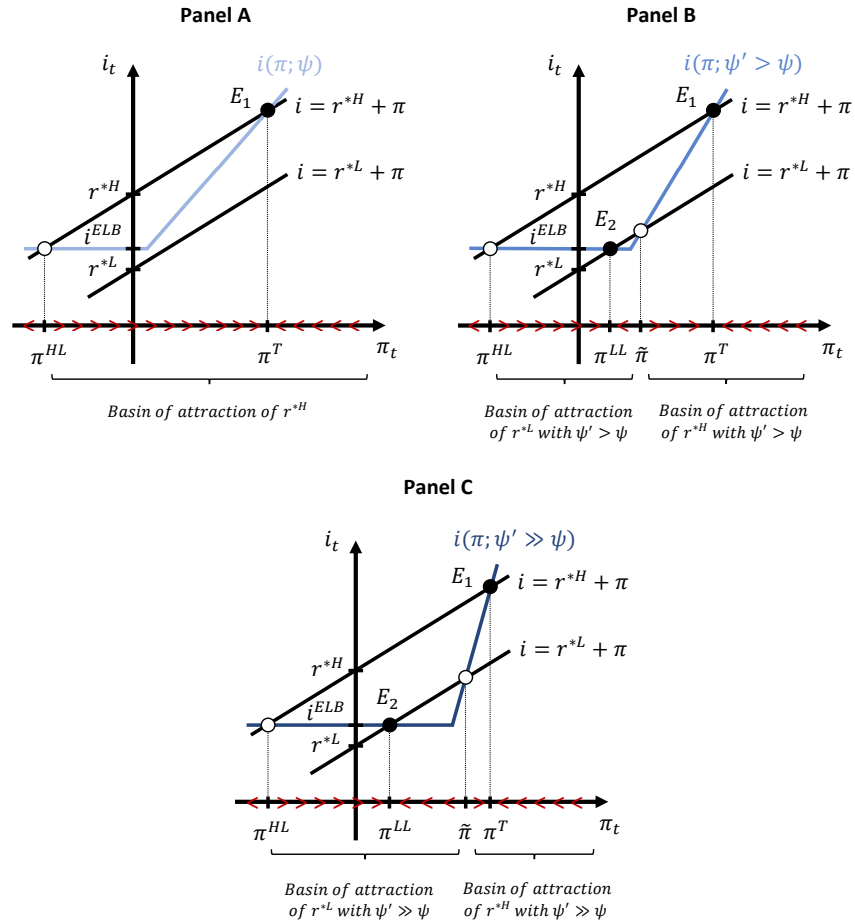 Panel A
i_t
i(π; ψ)
E_1
i = r^{*H} + π
r^{*H}
i = r^{*L} + π
i^{ELB}
r^{*L}
π^{HL}
π^T
π_t
Basin of attraction of r^{*H}
Panel B
i_t
i(π; ψ′ > ψ)
E_1
i = r^{*H} + π
r^{*H}
i = r^{*L} + π
i^{ELB}
E_2
r^{*L}
π^{HL}
π^{LL}
π̃
π^T
π_t
Basin of attraction
of r^{*L} with ψ′ > ψ
Basin of attraction
of r^{*H} with ψ′ > ψ
Panel C
i_t
i(π; ψ′ ≫ ψ)
E_1
i = r^{*H} + π
r^{*H}
i = r^{*L} + π
i^{ELB}
E_2
r^{*L}
π^{HL}
π^{LL}
π̃
π^T
π_t
Basin of attraction
of r^{*L} with ψ′ ≫ ψ
Basin of attraction
of r^{*H} with ψ′ ≫ ψ